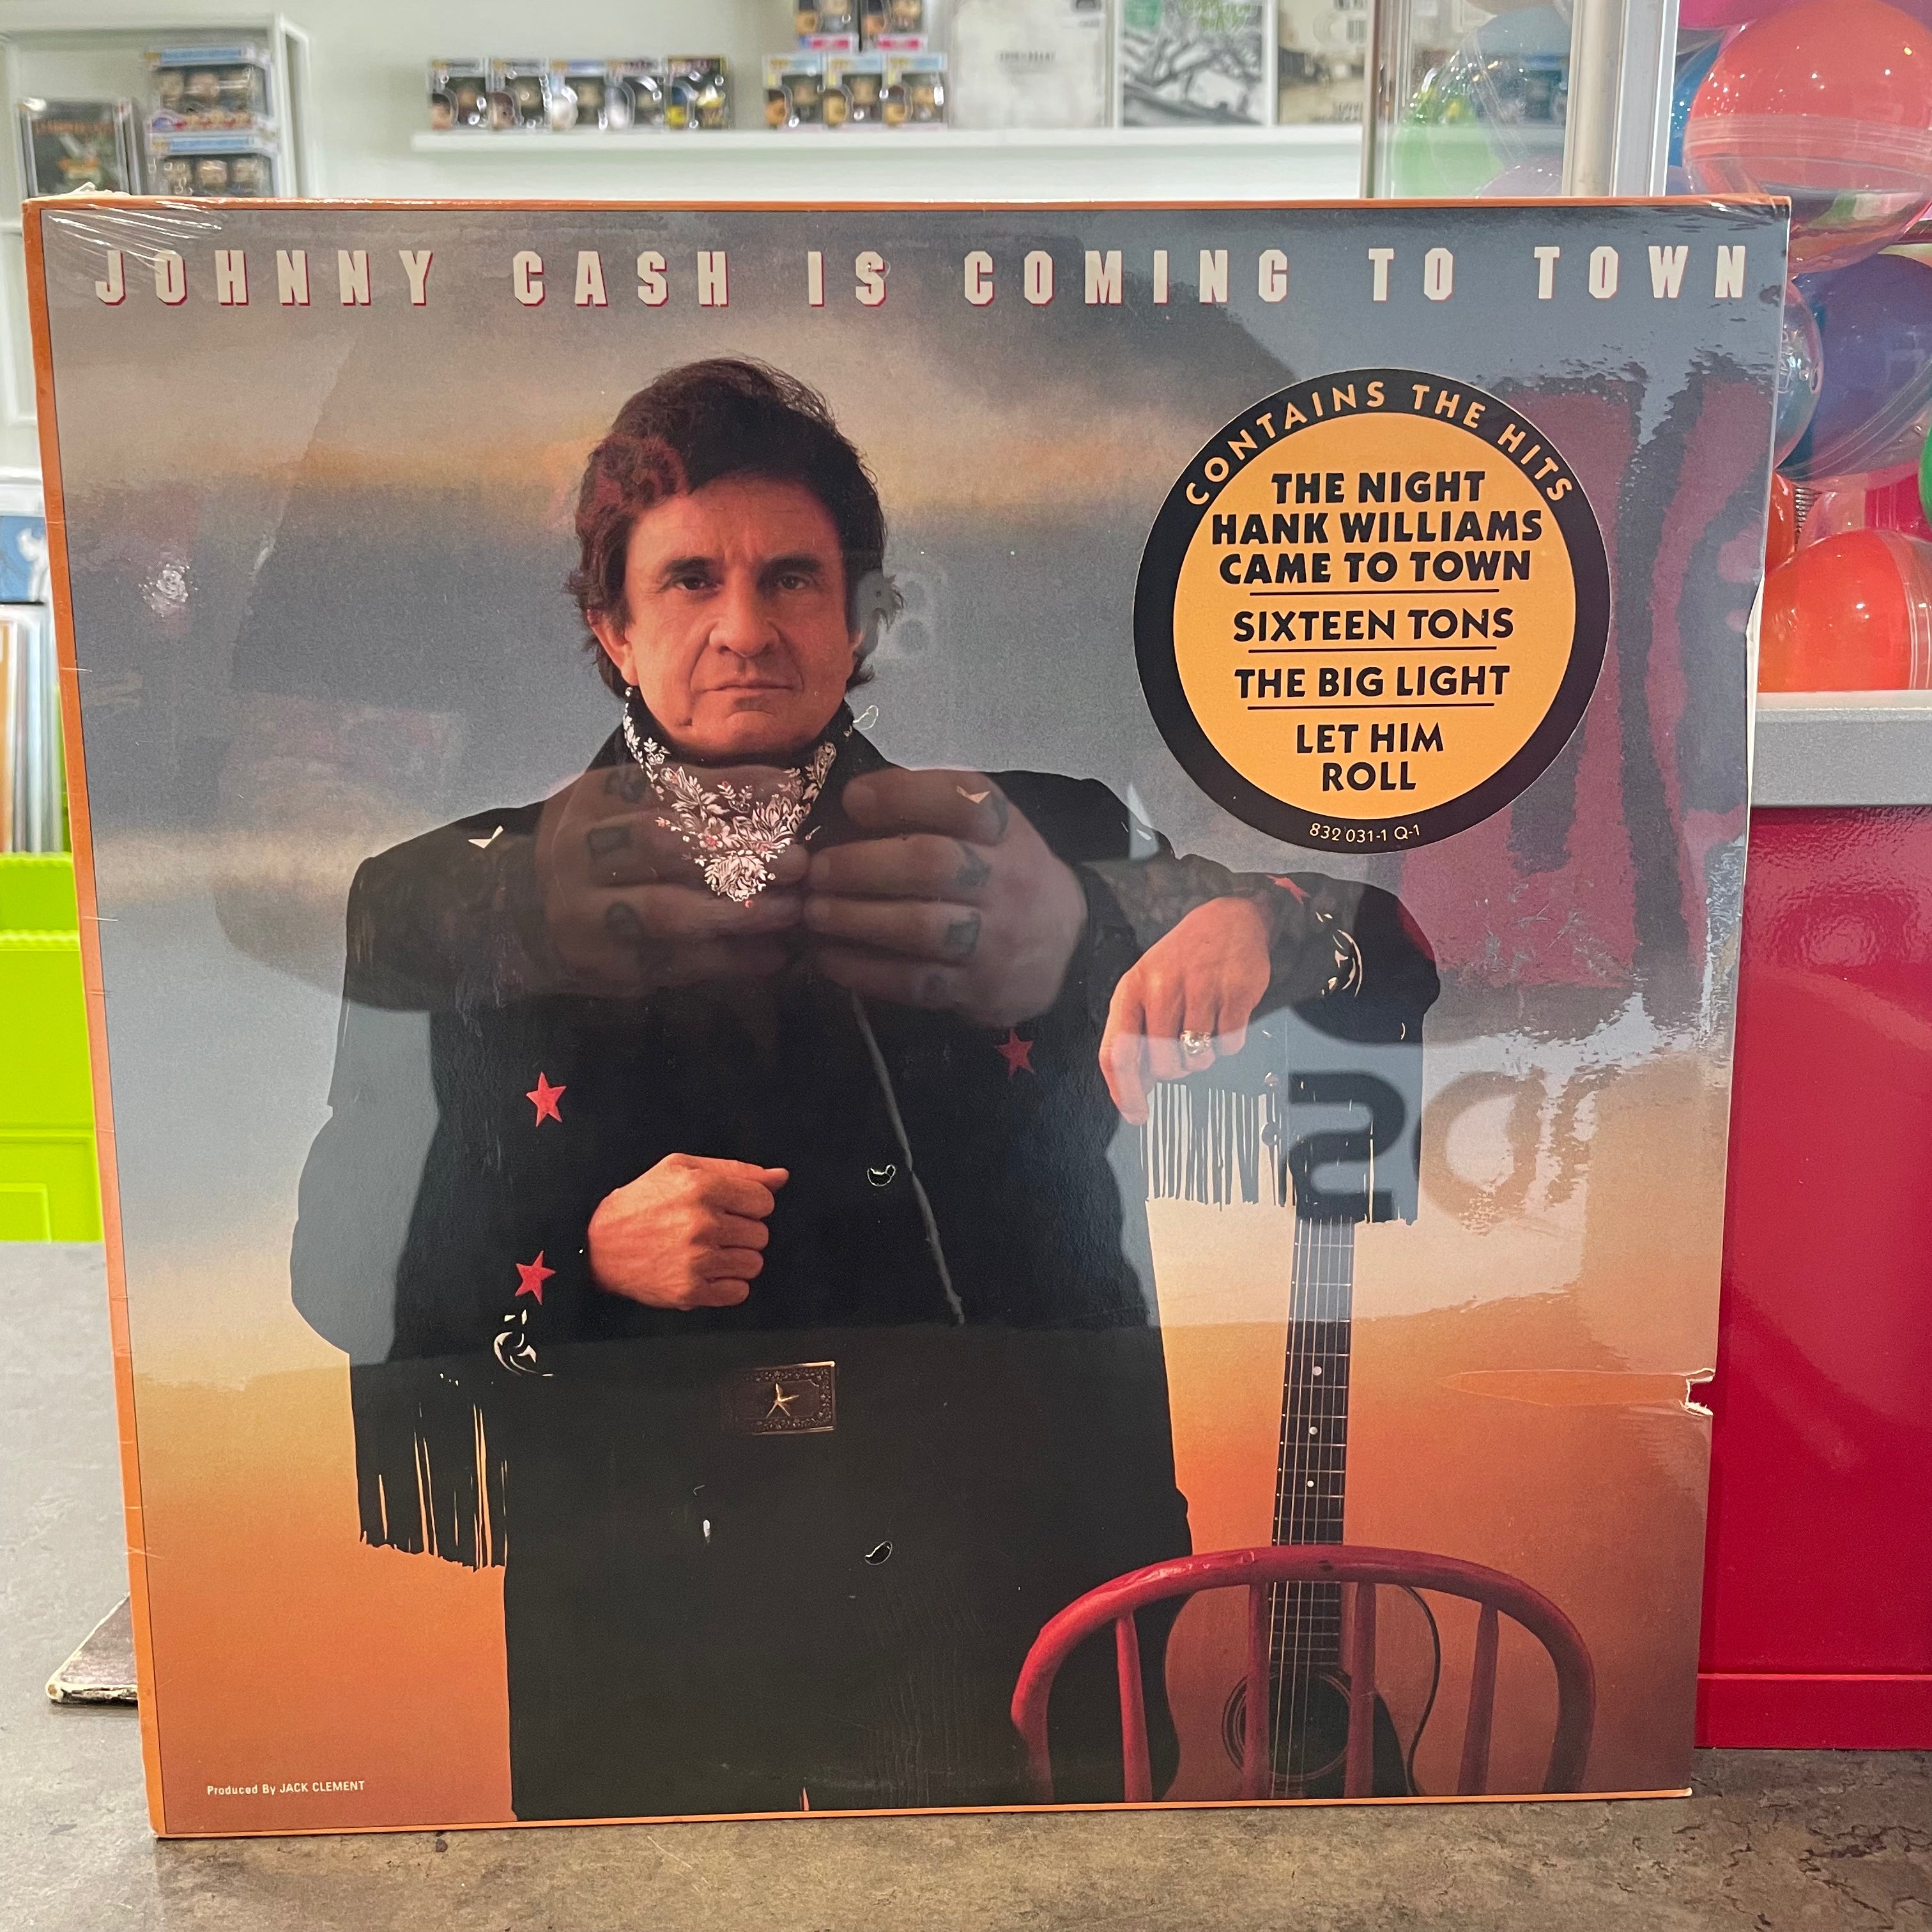 JOHNNY CASH IS COMING TO TOWN
CONTAINS THE HITS
THE NIGHT
HANK WILLIAMS
CAME TO TOWN
SIXTEEN TONS
THE BIG LIGHT
LET HIM
ROLL
832 031-1 Q-1
Produced By JACK CLEMENT